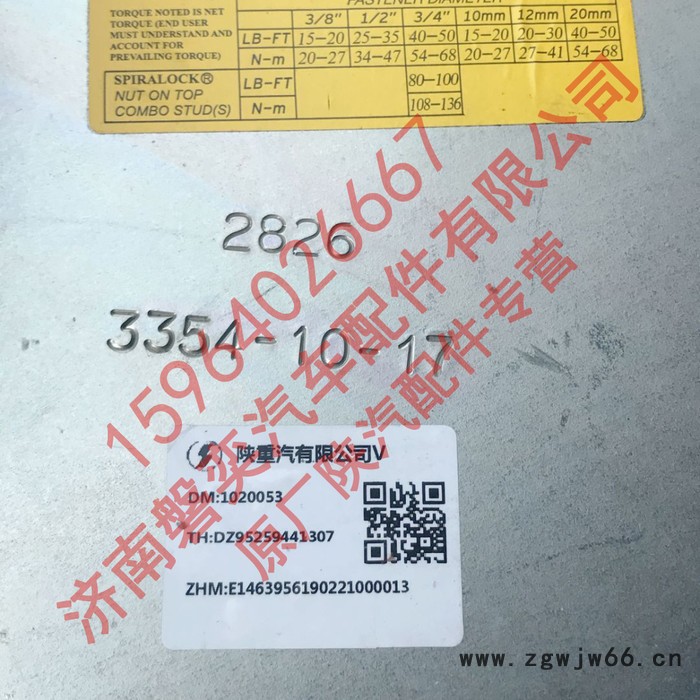 FASTENER DIAMETER
TORQUE NOTED IS NET
TORQUE (END USER
MUST UNDERSTAND AND
ACCOUNT FOR
PREVAILING TORQUE)
3/8" 1/2" 3/4" 10mm 12mm 20mm
LB-FT 15-20 25-35 40-50 15-20 20-30 40-50
N-m 20-27 34-47 54-68 20-27 27-41 54-68
SPIRALOCK®
NUT ON TOP
COMBO STUD(S)
LB-FT 80-100
N-m 108-136
2826
3354-10-17
15964026667
济南磐奕汽车配件有限公司
原厂陕汽配件专营
陕重汽有限公司V
DM:1020053
TH:DZ95259441307
ZHM:E1463956190221000013
www.zgwjw66.cn